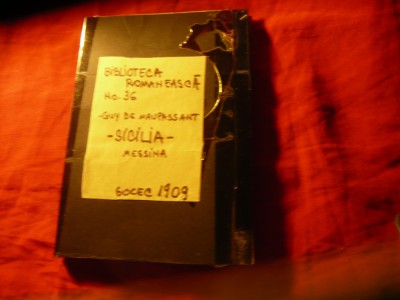 BIBLIOTECA
ROMANEASCĂ
No. 36
-GUY DE MAUPASSANT
-SICILIA-
MESSINA
SOCEC 1909